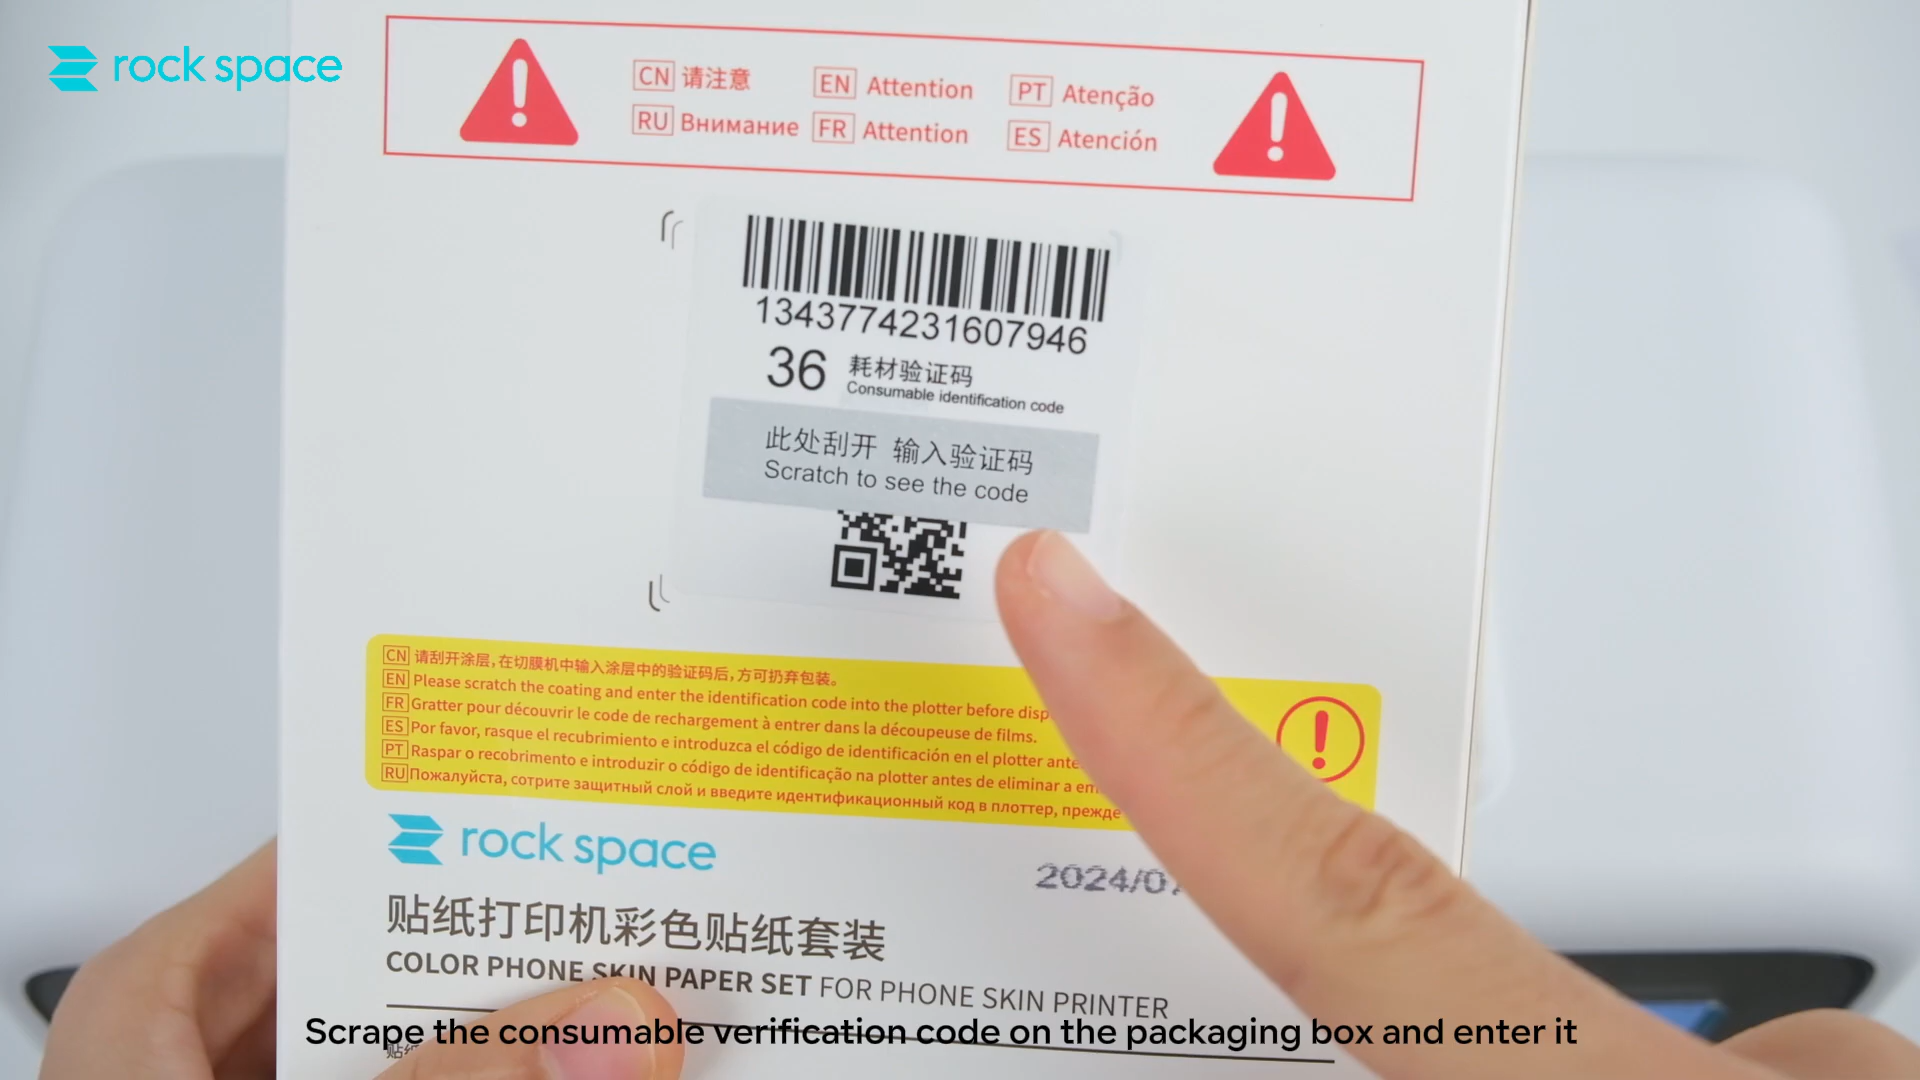 rock space
CN 请注意 EN Attention PT Atenção
RU Внимание FR Attention ES Atención
1343774231607946
36 耗材验证码
Consumable identification code
此处刮开 输入验证码
Scratch to see the code
CN 请刮开涂层,在切膜机中输入涂层中的验证码后,方可扔弃包装。
EN Please scratch the coating and enter the identification code into the plotter before
FR Gratter pour découvrir le code de rechargement à entrer dans la découpeuse de films.
ES Por favor, rasque el recubrimiento e introduzca el código de identificación en el plotter
PT Raspar o recobrimento e introduzir o código de identificação na plotter antes de eliminar a
RU Пожалуйста, сотрите защитный слой и введите идентификационный код в плоттер, прежде
rock space
2024/07
贴纸打印机彩色贴纸套装
COLOR PHONE SKIN PAPER SET FOR PHONE SKIN PRINTER
Scrape the consumable verification code on the packaging box and enter it